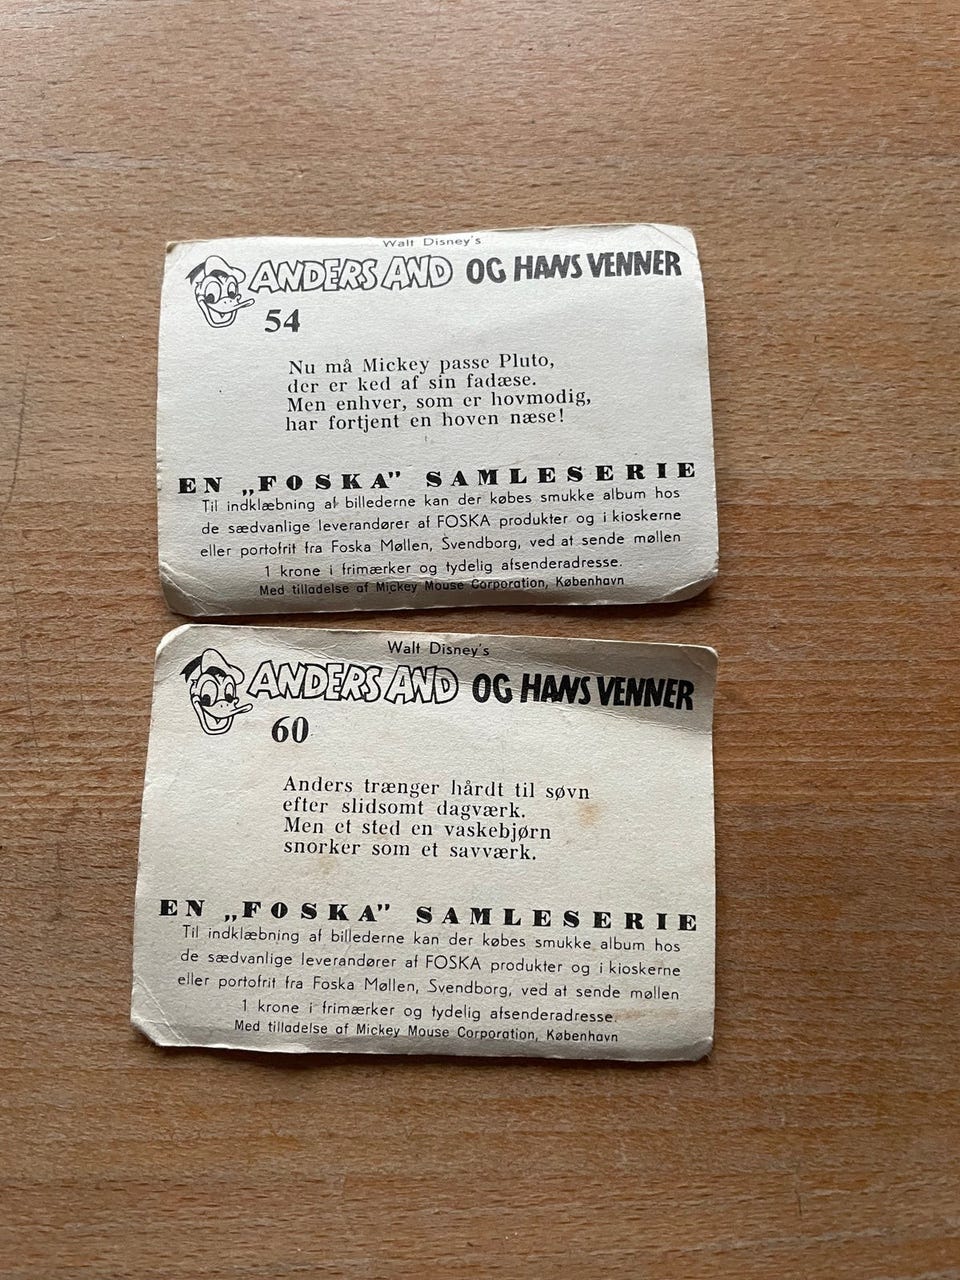 Walt Disney's
ANDERS AND OG HANS VENNER
54
Nu må Mickey passe Pluto,
der er ked af sin fadæse.
Men enhver, som er hovmodig,
har fortjent en hoven næse!
EN „FOSKA” SAMLESERIE
Til indklæbning af billederne kan der købes smukke album hos
de sædvanlige leverandører af FOSKA produkter og i kioskerne
eller portofrit fra Foska Møllen, Svendborg, ved at sende møllen
1 krone i frimærker og tydelig afsenderadresse.
Med tilladelse af Mickey Mouse Corporation, København
Walt Disney's
ANDERS AND OG HANS VENNER
60
Anders trænger hårdt til søvn
efter slidsomt dagværk.
Men et sted en vaskebjørn
snorker som et savværk.
EN „FOSKA” SAMLESERIE
Til indklæbning af billederne kan der købes smukke album hos
de sædvanlige leverandører af FOSKA produkter og i kioskerne
eller portofrit fra Foska Møllen, Svendborg, ved at sende møllen
1 krone i frimærker og tydelig afsenderadresse.
Med tilladelse af Mickey Mouse Corporation, København